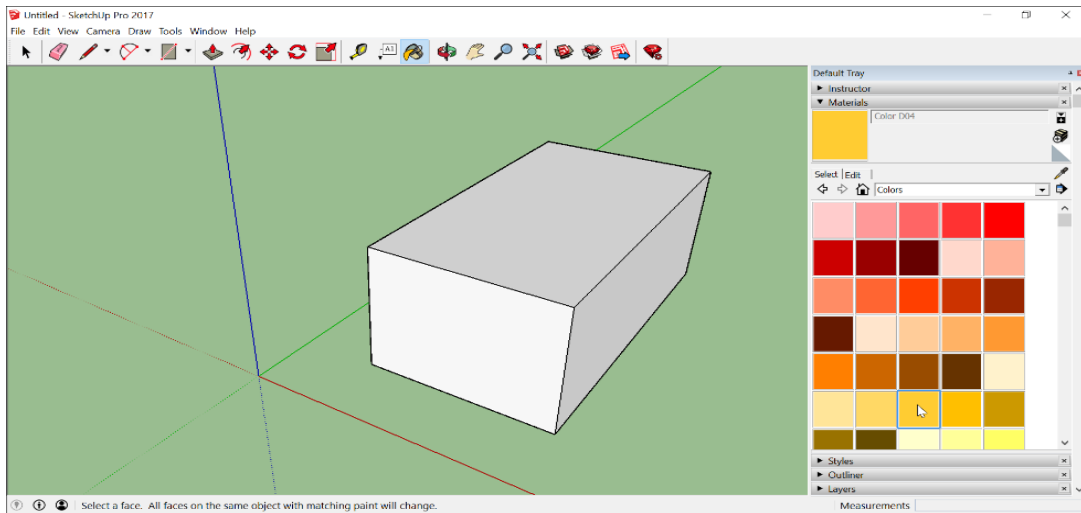 Untitled - SketchUp Pro 2017
File Edit View Camera Draw Tools Window Help
A1
Default Tray
Instructor
Materials
Color D04
Select Edit
Colors
Styles
Outliner
Layers
Select a face. All faces on the same object with matching paint will change.
Measurements